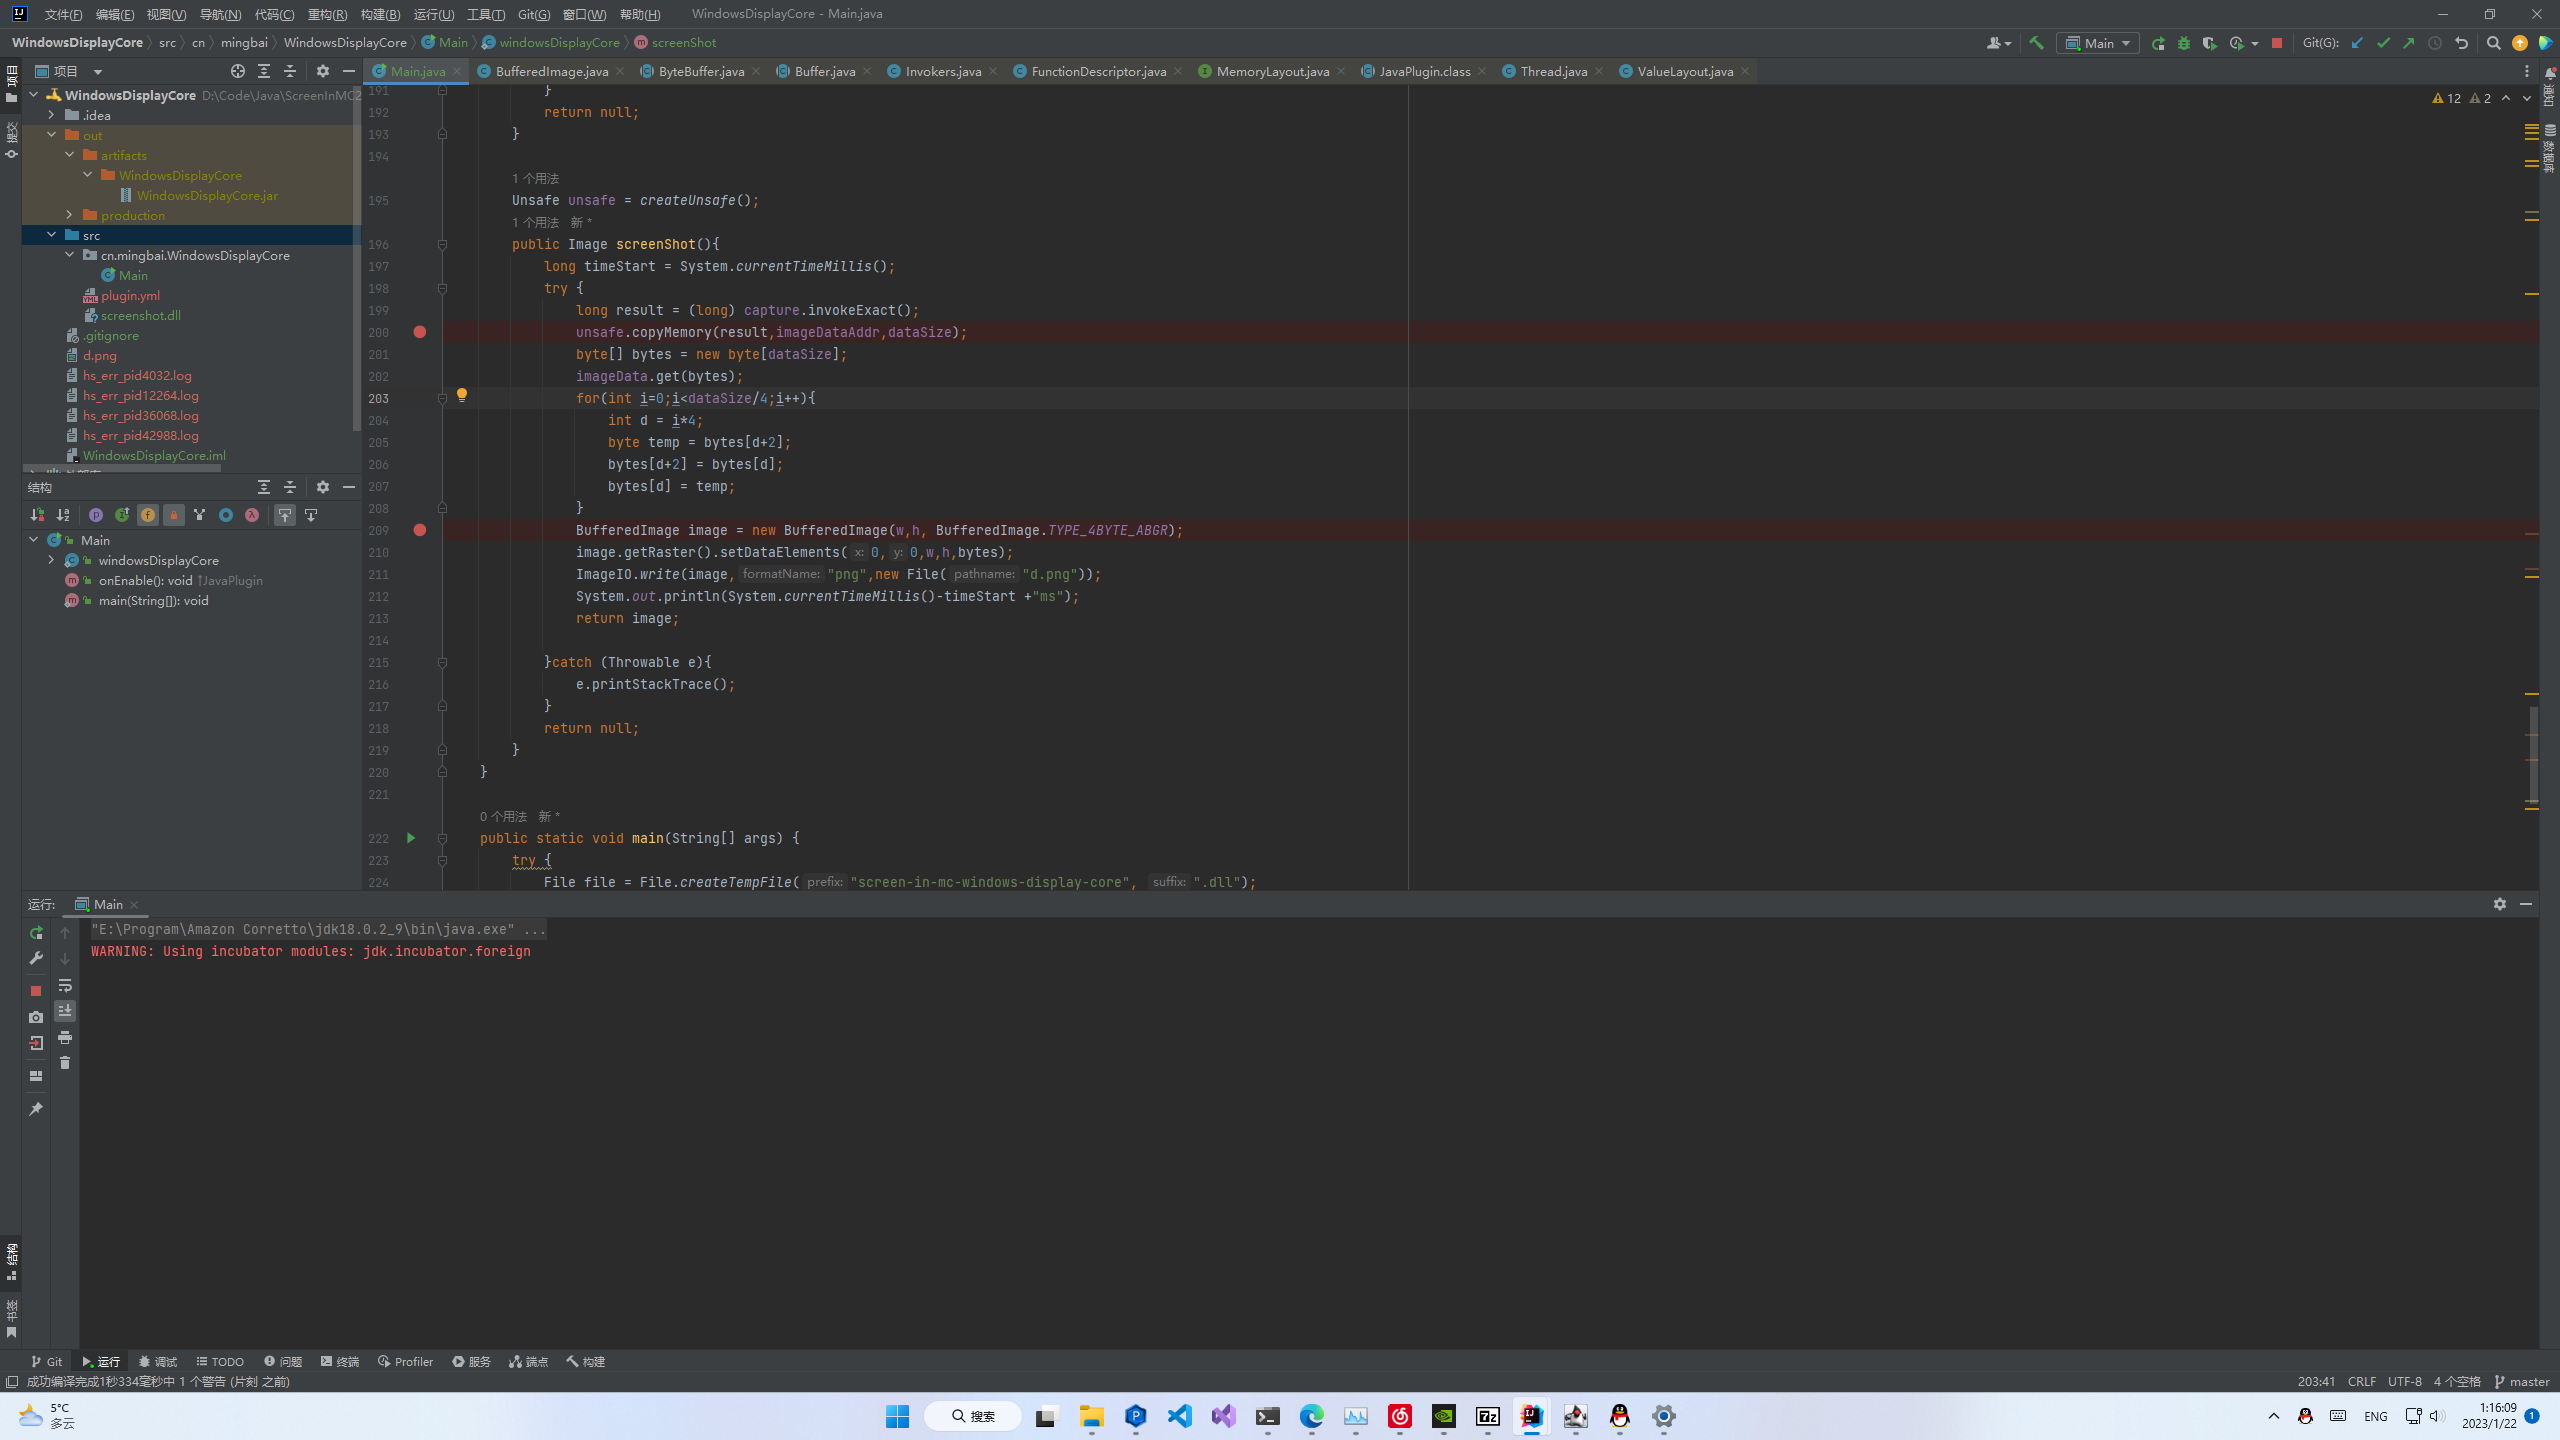 文件(F) 编辑(E) 视图(V) 导航(N) 代码(C) 重构(R) 构建(B) 运行(U) 工具(T) Git(G) 窗口(W) 帮助(H) WindowsDisplayCore - Main.java
WindowsDisplayCore src cn mingbai WindowsDisplayCore Main windowsDisplayCore screenShot Main Git(G):
项目
Main.java BufferedImage.java ByteBuffer.java Buffer.java Invokers.java FunctionDescriptor.java MemoryLayout.java JavaPlugin.class Thread.java ValueLayout.java
项目
提交
通知
数据库
WindowsDisplayCore D:\Code\Java\ScreenInMC2
.idea
out
artifacts
WindowsDisplayCore
WindowsDisplayCore.jar
production
src
cn.mingbai.WindowsDisplayCore
Main
plugin.yml
screenshot.dll
.gitignore
d.png
hs_err_pid4032.log
hs_err_pid12264.log
hs_err_pid36068.log
hs_err_pid42988.log
WindowsDisplayCore.iml
结构
Main
windowsDisplayCore
onEnable(): void ↑JavaPlugin
main(String[]): void
12 2
191 }
192 return null;
193 }
194
1 个用法
195 Unsafe unsafe = createUnsafe();
1 个用法 新 *
196 public Image screenShot(){
197 long timeStart = System.currentTimeMillis();
198 try {
199 long result = (long) capture.invokeExact();
200 unsafe.copyMemory(result,imageDataAddr,dataSize);
201 byte[] bytes = new byte[dataSize];
202 imageData.get(bytes);
203 for(int i=0;i<dataSize/4;i++){
204 int d = i*4;
205 byte temp = bytes[d+2];
206 bytes[d+2] = bytes[d];
207 bytes[d] = temp;
208 }
209 BufferedImage image = new BufferedImage(w,h, BufferedImage.TYPE_4BYTE_ABGR);
210 image.getRaster().setDataElements( x: 0, y: 0,w,h,bytes);
211 ImageIO.write(image, formatName: "png",new File( pathname: "d.png"));
212 System.out.println(System.currentTimeMillis()-timeStart +"ms");
213 return image;
214
215 }catch (Throwable e){
216 e.printStackTrace();
217 }
218 return null;
219 }
220 }
221
0 个用法 新 *
222 public static void main(String[] args) {
223 try {
224 File file = File.createTempFile( prefix: "screen-in-mc-windows-display-core", suffix: ".dll");
运行: Main
"E:\Program\Amazon Corretto\jdk18.0.2_9\bin\java.exe" ...
WARNING: Using incubator modules: jdk.incubator.foreign
结构
书签
Git 运行 调试 TODO 问题 终端 Profiler 服务 端点 构建
成功编译完成1秒334毫秒中 1 个警告 (片刻 之前) 203:41 CRLF UTF-8 4 个空格 master
5°C
多云
搜索
ENG
1:16:09
2023/1/22
1